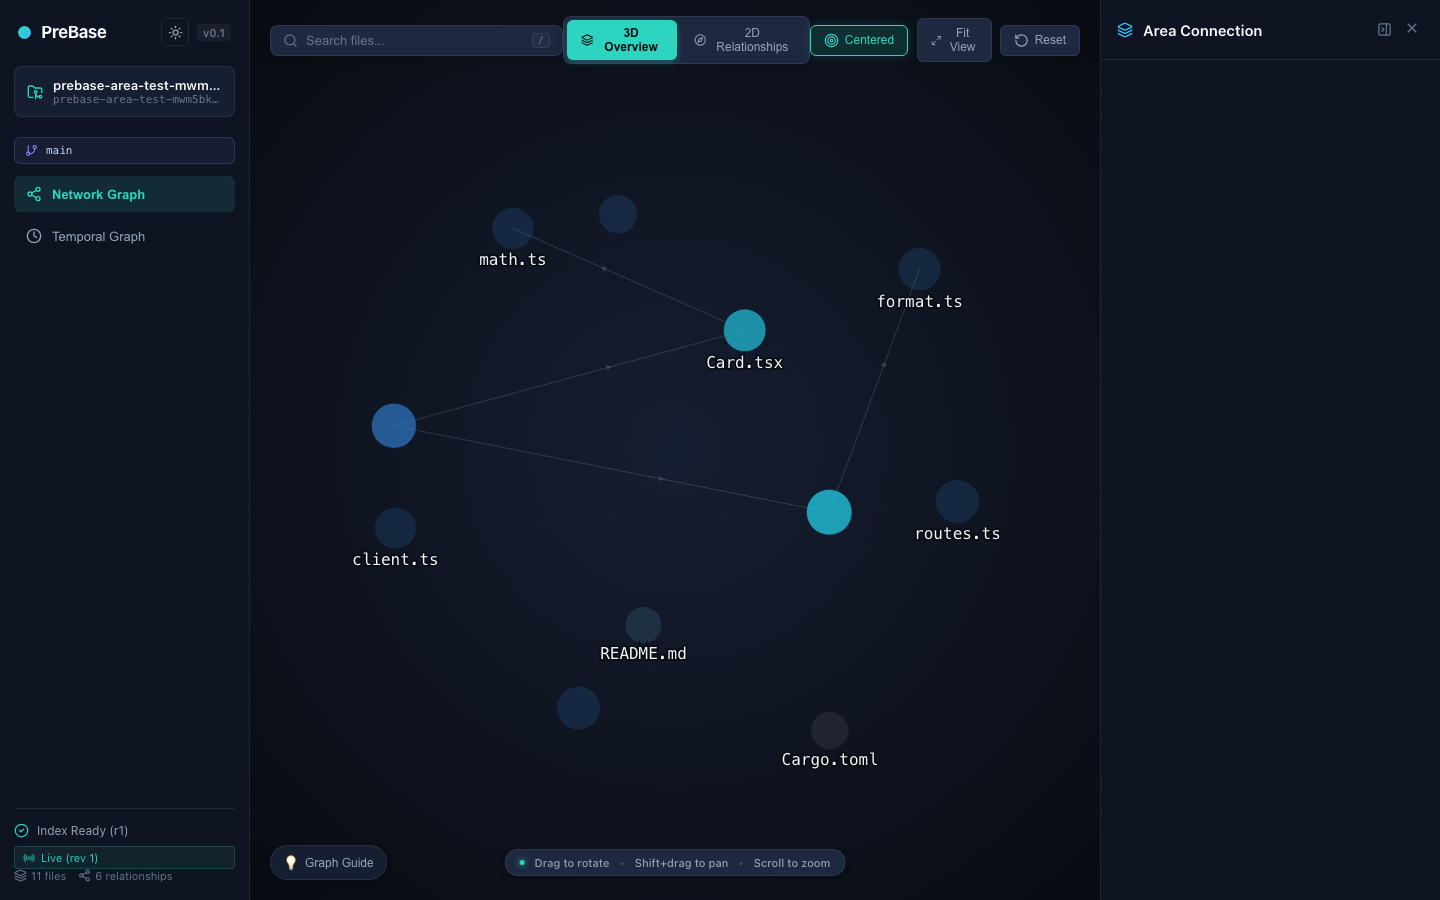 PreBase
v0.1
prebase-area-test-mwm...
prebase-area-test-mwm5bk...
main
Network Graph
Temporal Graph
Index Ready (r1)
Live (rev 1)
11 files
6 relationships
Search files...
/
3D
Overview
2D
Relationships
Centered
Fit
View
Reset
math.ts
format.ts
Card.tsx
client.ts
routes.ts
README.md
Cargo.toml
Graph Guide
Drag to rotate · Shift+drag to pan · Scroll to zoom
Area Connection